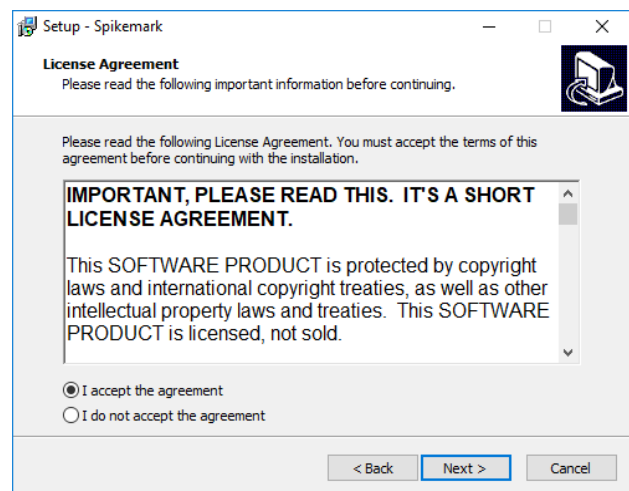 Setup - Spikemark
License Agreement
Please read the following important information before continuing.
Please read the following License Agreement. You must accept the terms of this
agreement before continuing with the installation.
IMPORTANT, PLEASE READ THIS.  IT'S A SHORT
LICENSE AGREEMENT.
This SOFTWARE PRODUCT is protected by copyright
laws and international copyright treaties, as well as other
intellectual property laws and treaties.  This SOFTWARE
PRODUCT is licensed, not sold.
I accept the agreement
I do not accept the agreement
< Back Next > Cancel